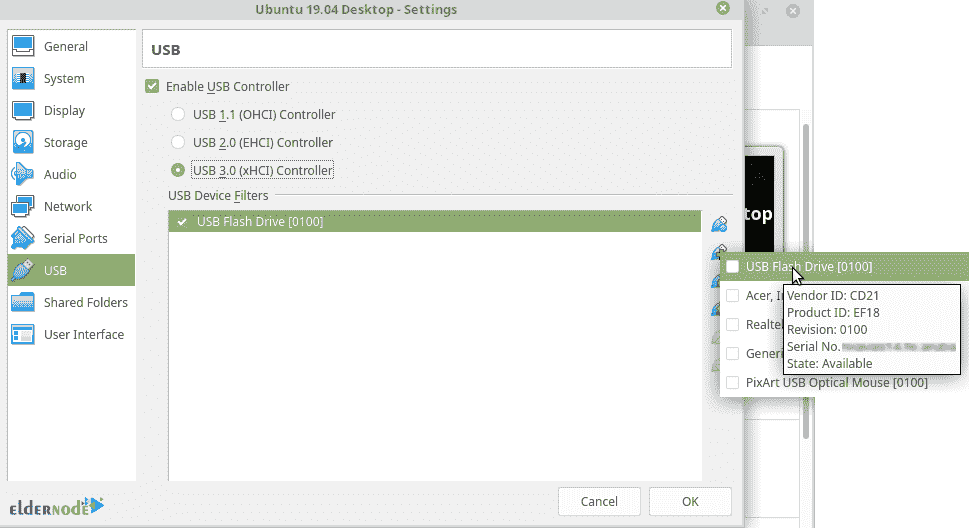 Ubuntu 19.04 Desktop - Settings
General
System
Display
Storage
Audio
Network
Serial Ports
USB
Shared Folders
User Interface
USB
Enable USB Controller
USB 1.1 (OHCI) Controller
USB 2.0 (EHCI) Controller
USB 3.0 (xHCI) Controller
USB Device Filters
USB Flash Drive [0100]
top
USB Flash Drive [0100]
Acer, I
Realte
Generi
PixArt USB Optical Mouse [0100]
Vendor ID: CD21
Product ID: EF18
Revision: 0100
Serial No.
State: Available
Cancel
OK
ELDERNODE